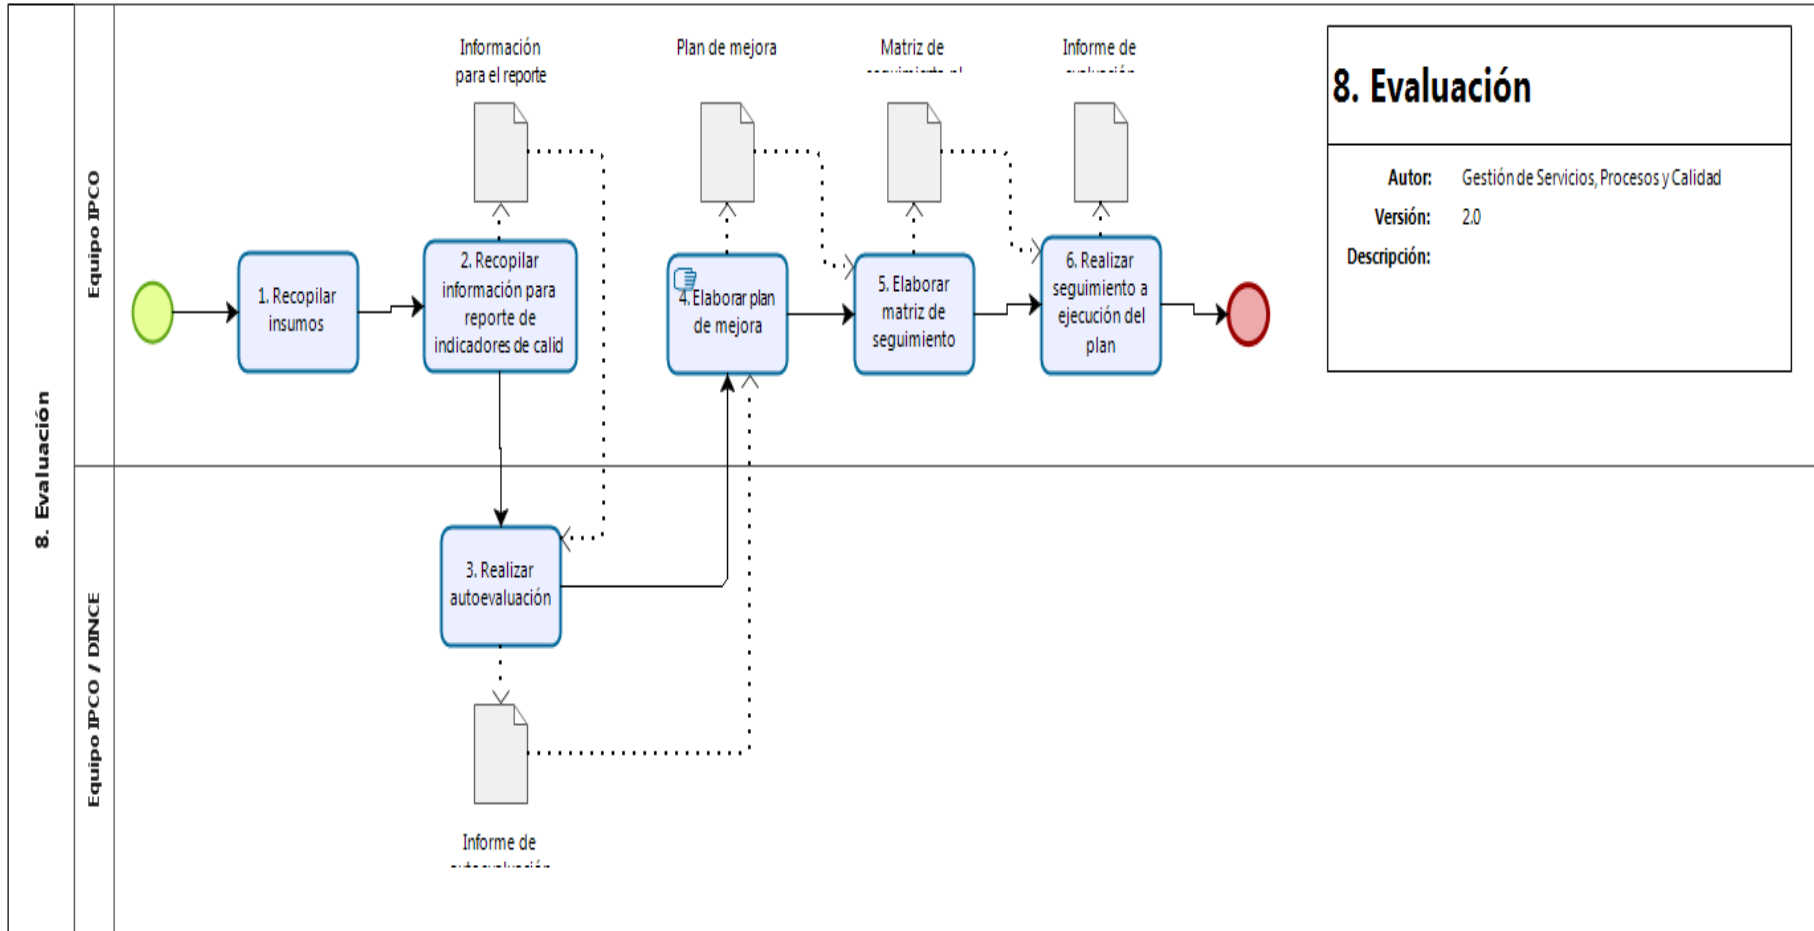 8. Evaluación
Equipo IPCO
Equipo IPCO / DINCE
Información
para el reporte
Plan de mejora
Matriz de
Informe de
1. Recopilar
insumos
2. Recopilar
información para
reporte de
indicadores de calid
4. Elaborar plan
de mejora
5. Elaborar
matriz de
seguimiento
6. Realizar
seguimiento a
ejecución del
plan
3. Realizar
autoevaluación
Informe de
8. Evaluación
Autor: Gestión de Servicios, Procesos y Calidad
Versión: 2.0
Descripción: